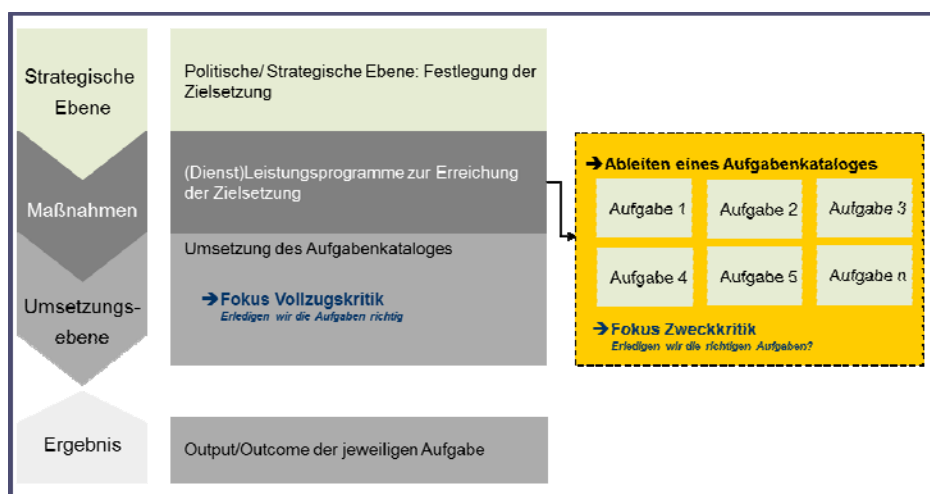 Strategische
Ebene
Politische/ Strategische Ebene: Festlegung der
Zielsetzung
Maßnahmen
(Dienst)Leistungsprogramme zur Erreichung
der Zielsetzung
➔Ableiten eines Aufgabenkataloges
Aufgabe 1
Aufgabe 2
Aufgabe 3
Aufgabe 4
Aufgabe 5
Aufgabe n
➔Fokus Zweckkritik
Erledigen wir die richtigen Aufgaben?
Umsetzungs-
ebene
Umsetzung des Aufgabenkataloges
➔Fokus Vollzugskritik
Erledigen wir die Aufgaben richtig
Ergebnis
Output/Outcome der jeweiligen Aufgabe